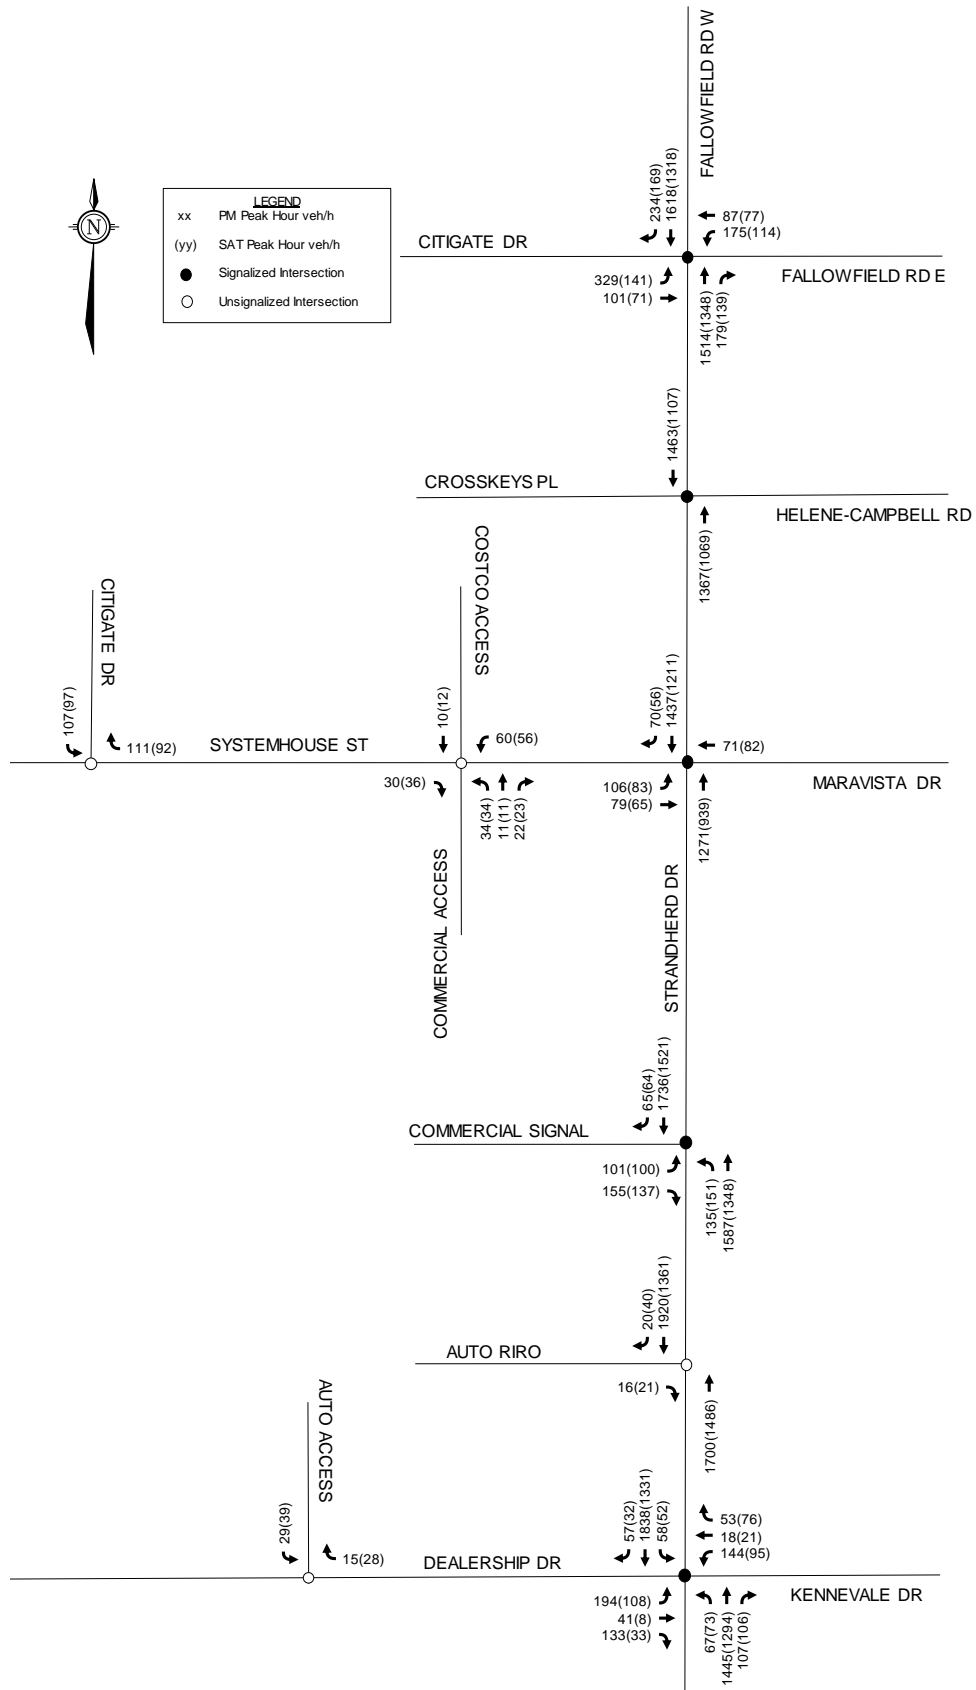 FALLOWFIELD RD W
N
LEGEND
xx PM Peak Hour veh/h
(yy) SAT Peak Hour veh/h
Signalized Intersection
Unsignalized Intersection
234(169)
1618(1318)
87(77)
175(114)
CITIGATE DR
FALLOWFIELD RD E
329(141)
101(71)
1514(1348)
179(139)
1463(1107)
CROSSKEYS PL
HELENE-CAMPBELL RD
1367(1069)
CITIGATE DR
COSTCO ACCESS
107(97)
111(92)
SYSTEMHOUSE ST
10(12)
60(56)
70(56)
1437(1211)
71(82)
MARAVISTA DR
30(36)
34(34)
11(11)
22(23)
106(83)
79(65)
1271(939)
COMMERCIAL ACCESS
STRANDHERD DR
65(64)
1736(1521)
COMMERCIAL SIGNAL
101(100)
155(137)
135(151)
1587(1348)
20(40)
1920(1361)
AUTO RIRO
16(21)
1700(1486)
AUTO ACCESS
29(39)
15(28)
DEALERSHIP DR
57(32)
1838(1331)
58(52)
53(76)
18(21)
144(95)
KENNEVALE DR
194(108)
41(8)
133(33)
67(73)
1445(1294)
107(106)